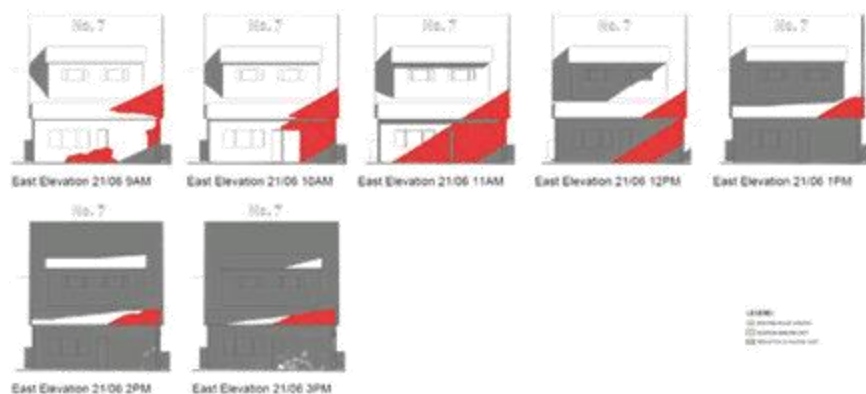 No.7
No.7
No.7
No.7
No.7
East Elevation 21/06 9AM
East Elevation 21/06 10AM
East Elevation 21/06 11AM
East Elevation 21/06 12PM
East Elevation 21/06 1PM
No.7
No.7
LEGEND
East Elevation 21/06 2PM
East Elevation 21/06 3PM